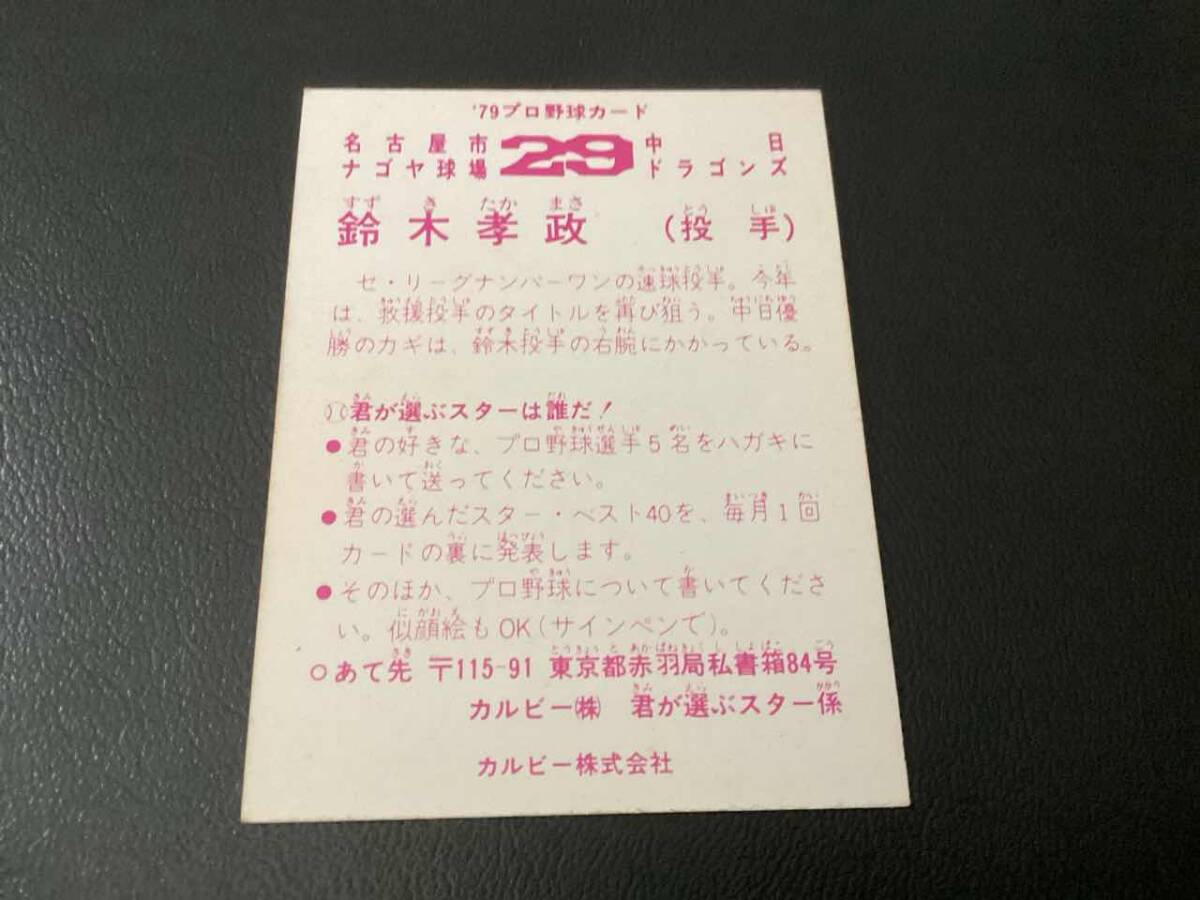 '79プロ野球カード
名古屋市 29 中日
ナゴヤ球場 ドラゴンズ
すず き たか まさ とう しゅ
鈴木孝政 (投手)
セ・リーグナンバーワンの速球投手。今年
は、救援投手のタイトルを再び狙う。中日優
勝のカギは、鈴木投手の右腕にかかっている。
君が選ぶスターは誰だ!
●君の好きな、プロ野球選手5名をハガキに
書いて送ってください。
●君の選んだスター・ベスト40を、毎月1回
カードの裏に発表します。
●そのほか、プロ野球について書いてくださ
い。似顔絵もOK(サインペンで)。
○あて先 〒115-91 東京都赤羽局私書箱84号
カルビー㈱ 君が選ぶスター係
カルビー株式会社